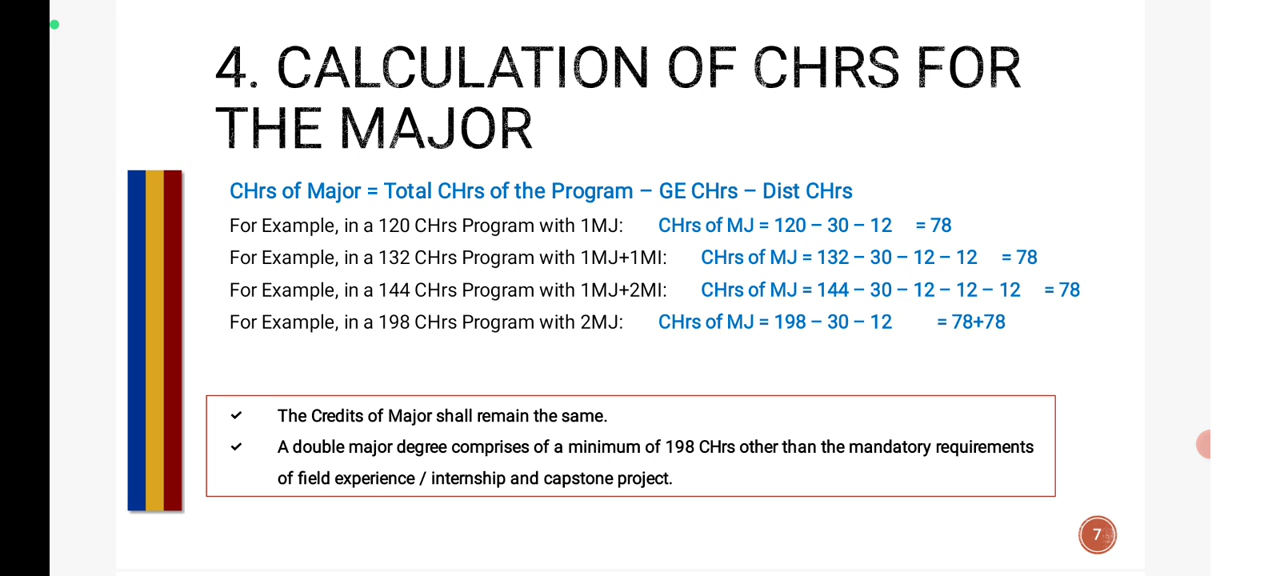 4. CALCULATION OF CHRS FOR
THE MAJOR
CHrs of Major = Total CHrs of the Program – GE CHrs – Dist CHrs
For Example, in a 120 CHrs Program with 1MJ: CHrs of MJ = 120 – 30 – 12 = 78
For Example, in a 132 CHrs Program with 1MJ+1MI: CHrs of MJ = 132 – 30 – 12 – 12 = 78
For Example, in a 144 CHrs Program with 1MJ+2MI: CHrs of MJ = 144 – 30 – 12 – 12 – 12 = 78
For Example, in a 198 CHrs Program with 2MJ: CHrs of MJ = 198 – 30 – 12 = 78+78
✓ The Credits of Major shall remain the same.
✓ A double major degree comprises of a minimum of 198 CHrs other than the mandatory requirements
of field experience / internship and capstone project.
7